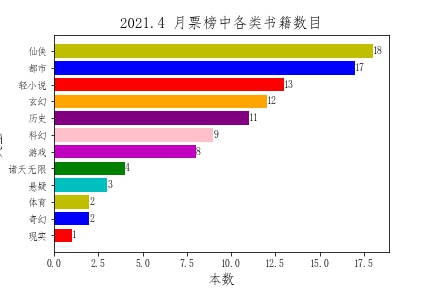 2021.4 月票榜中各类书籍数目
仙侠 18
都市 17
轻小说 13
玄幻 12
历史 11
科幻 9
游戏 8
诸天无限 4
悬疑 3
体育 2
奇幻 2
现实 1
0.0 2.5 5.0 7.5 10.0 12.5 15.0 17.5
本数